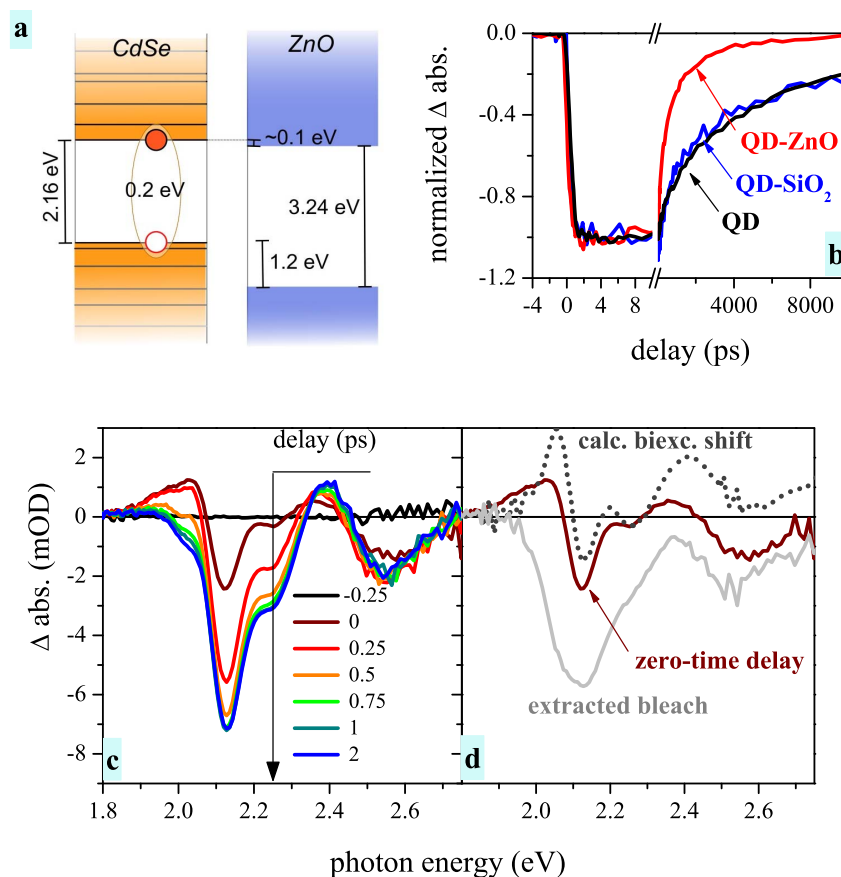 a
CdSe
ZnO
~0.1 eV
2.16 eV
0.2 eV
3.24 eV
1.2 eV
normalized Δ abs.
0.0
-0.4
-0.8
-1.2
QD-ZnO
QD-SiO₂
QD
b
-4 0 4 8 4000 8000
delay (ps)
Δ abs. (mOD)
2
0
-2
-4
-6
-8
delay (ps)
-0.25
0
0.25
0.5
0.75
1
2
c
1.8 2.0 2.2 2.4 2.6
calc. biexc. shift
zero-time delay
extracted bleach
d
2.0 2.2 2.4 2.6
photon energy (eV)